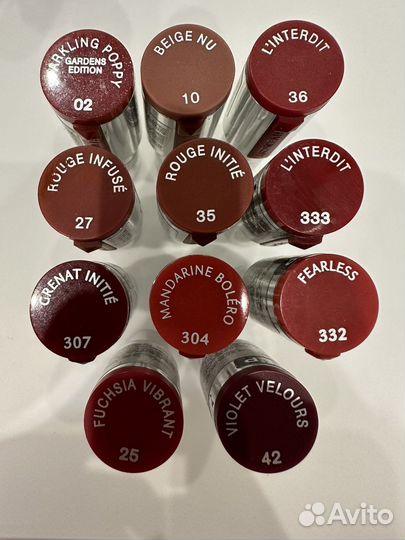 SPARKLING POPPY
GARDENS
EDITION
02
BEIGE NU
10
L'INTERDIT
36
ROUGE INFUSÉ
27
ROUGE INITIÉ
35
L'INTERDIT
333
GRENAT INITIÉ
307
MANDARINE BOLÉRO
304
FEARLESS
332
FUCHSIA VIBRANT
25
VIOLET VELOURS
42
Avito